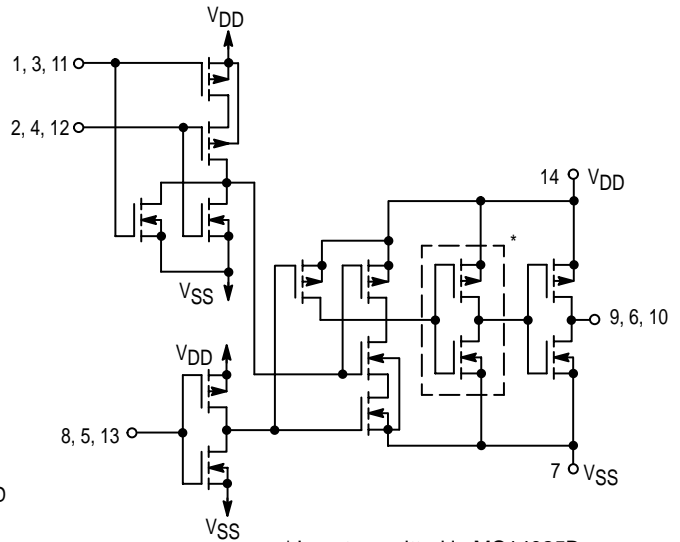 VDD
1, 3, 11
2, 4, 12
14 VDD
*
VSS
9, 6, 10
VDD
8, 5, 13
7 VSS
VSS